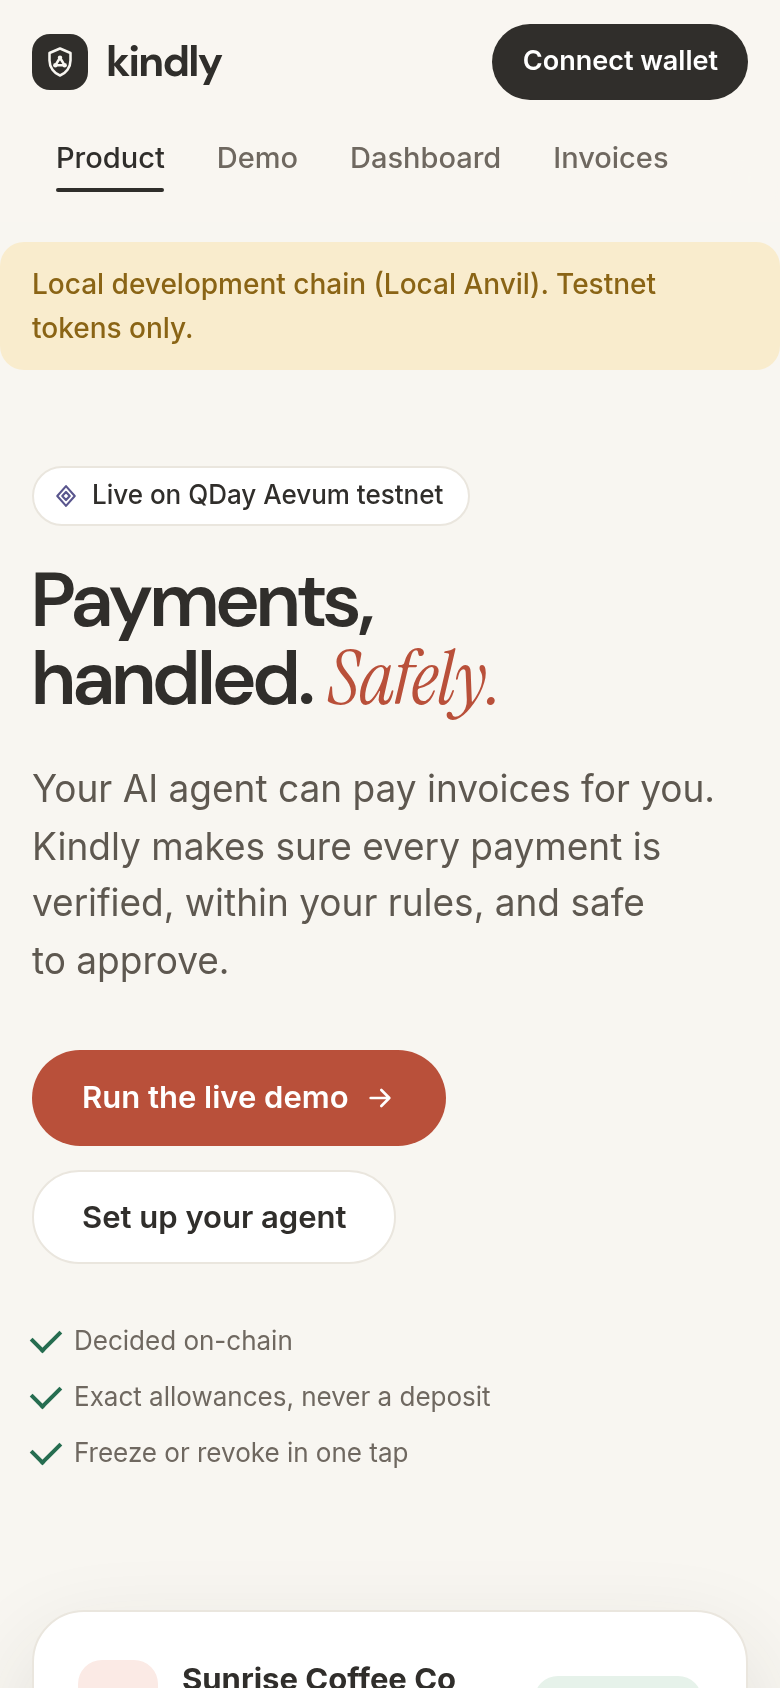 kindly
Connect wallet
Product
Demo
Dashboard
Invoices
Local development chain (Local Anvil). Testnet
tokens only.
Live on QDay Aevum testnet
Payments,
handled. Safely.
Your AI agent can pay invoices for you.
Kindly makes sure every payment is
verified, within your rules, and safe
to approve.
Run the live demo →
Set up your agent
Decided on-chain
Exact allowances, never a deposit
Freeze or revoke in one tap
Sunrise Coffee Co